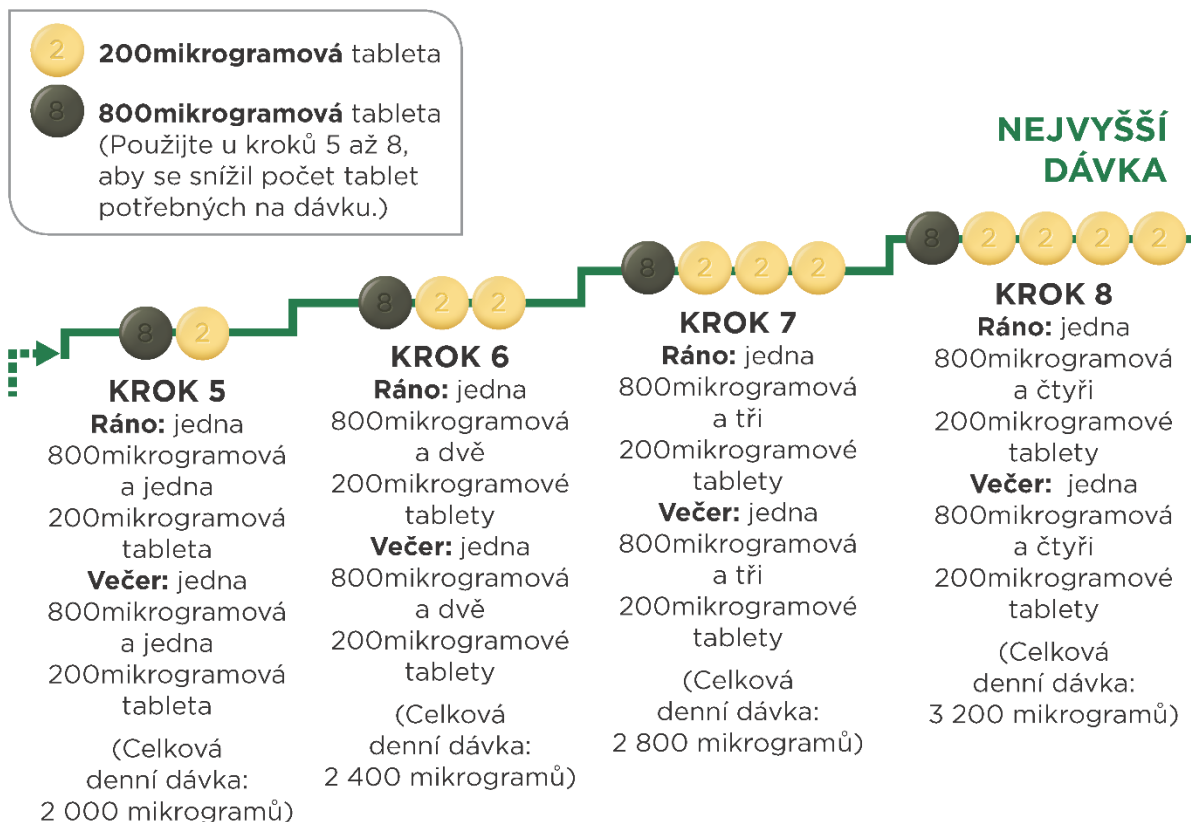 2 200mikrogramová tableta
8 800mikrogramová tableta
(Použijte u kroků 5 až 8,
aby se snížil počet tablet
potřebných na dávku.)
NEJVYŠŠÍ
DÁVKA
8 2
KROK 5
Ráno: jedna
800mikrogramová
a jedna
200mikrogramová
tableta
Večer: jedna
800mikrogramová
a jedna
200mikrogramová
tableta
(Celková
denní dávka:
2 000 mikrogramů)
8 2 2
KROK 6
Ráno: jedna
800mikrogramová
a dvě
200mikrogramové
tablety
Večer: jedna
800mikrogramová
a dvě
200mikrogramové
tablety
(Celková
denní dávka:
2 400 mikrogramů)
8 2 2 2
KROK 7
Ráno: jedna
800mikrogramová
a tři
200mikrogramové
tablety
Večer: jedna
800mikrogramová
a tři
200mikrogramové
tablety
(Celková
denní dávka:
2 800 mikrogramů)
8 2 2 2 2
KROK 8
Ráno: jedna
800mikrogramová
a čtyři
200mikrogramové
tablety
Večer: jedna
800mikrogramová
a čtyři
200mikrogramové
tablety
(Celková
denní dávka:
3 200 mikrogramů)